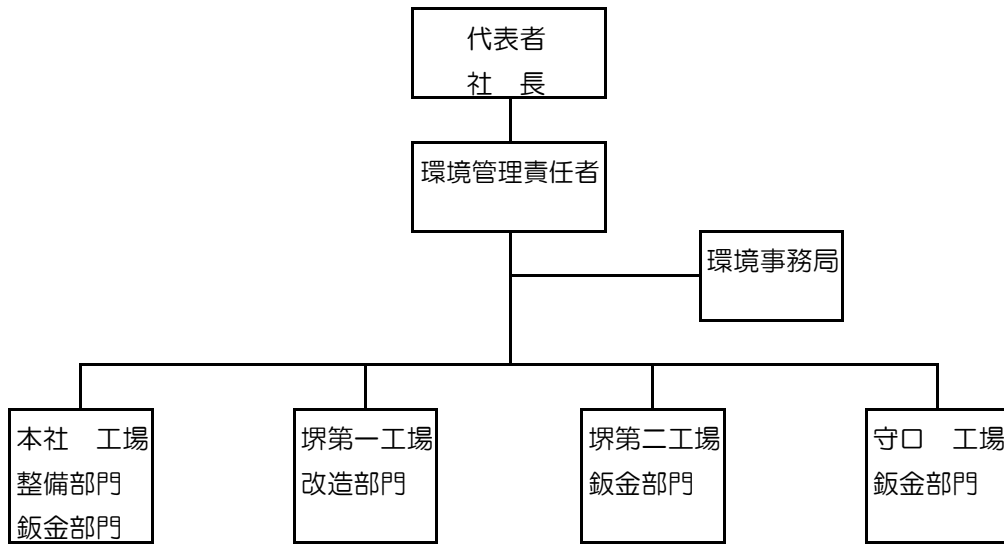 代表者
社　長
環境管理責任者
環境事務局
本社　工場
整備部門
鈑金部門
堺第一工場
改造部門
堺第二工場
鈑金部門
守口　工場
鈑金部門